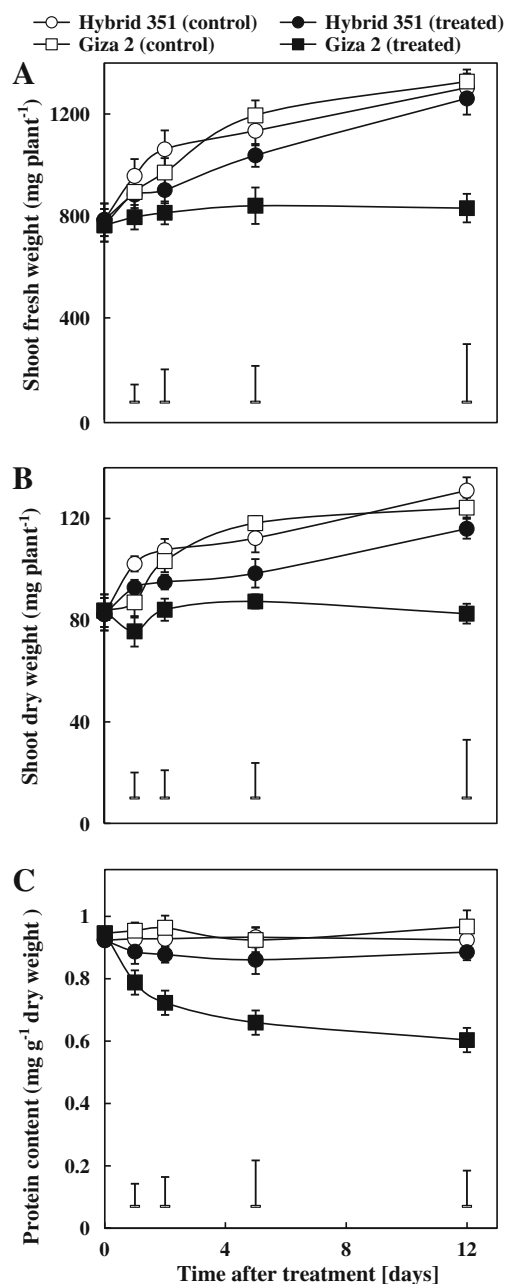 Hybrid 351 (control) Hybrid 351 (treated)
Giza 2 (control) Giza 2 (treated)
A
Shoot fresh weight (mg plant⁻¹)
1200
800
400
0
B
Shoot dry weight (mg plant⁻¹)
120
80
40
0
C
Protein content (mg g⁻¹ dry weight )
1
0.8
0.6
0.4
0.2
0
0 4 8 12
Time after treatment [days]